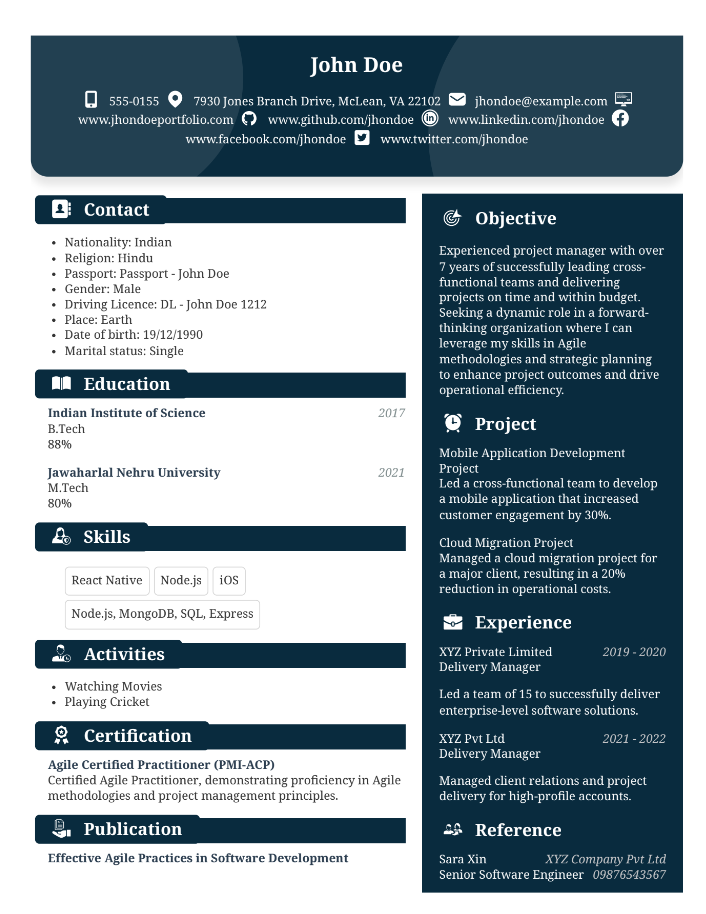 John Doe
555-0155 7930 Jones Branch Drive, McLean, VA 22102 jhondoe@example.com
www.jhondoeportfolio.com www.github.com/jhondoe www.linkedin.com/jhondoe
www.facebook.com/jhondoe www.twitter.com/jhondoe
Contact
• Nationality: Indian
• Religion: Hindu
• Passport: Passport - John Doe
• Gender: Male
• Driving Licence: DL - John Doe 1212
• Place: Earth
• Date of birth: 19/12/1990
• Marital status: Single
Education
Indian Institute of Science 2017
B.Tech
88%
Jawaharlal Nehru University 2021
M.Tech
80%
Skills
React Native Node.js iOS
Node.js, MongoDB, SQL, Express
Activities
• Watching Movies
• Playing Cricket
Certification
Agile Certified Practitioner (PMI-ACP)
Certified Agile Practitioner, demonstrating proficiency in Agile
methodologies and project management principles.
Publication
Effective Agile Practices in Software Development
Objective
Experienced project manager with over
7 years of successfully leading cross-
functional teams and delivering
projects on time and within budget.
Seeking a dynamic role in a forward-
thinking organization where I can
leverage my skills in Agile
methodologies and strategic planning
to enhance project outcomes and drive
operational efficiency.
Project
Mobile Application Development
Project
Led a cross-functional team to develop
a mobile application that increased
customer engagement by 30%.
Cloud Migration Project
Managed a cloud migration project for
a major client, resulting in a 20%
reduction in operational costs.
Experience
XYZ Private Limited 2019 - 2020
Delivery Manager
Led a team of 15 to successfully deliver
enterprise-level software solutions.
XYZ Pvt Ltd 2021 - 2022
Delivery Manager
Managed client relations and project
delivery for high-profile accounts.
Reference
Sara Xin XYZ Company Pvt Ltd
Senior Software Engineer 09876543567